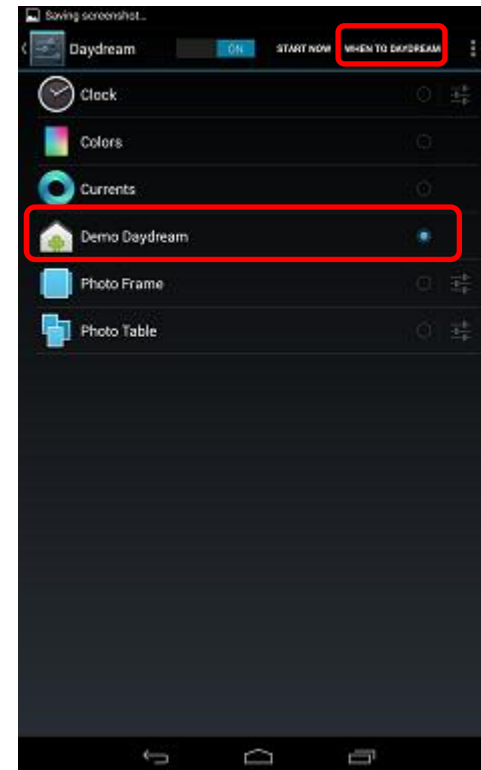 Saving screenshot...
Daydream ON START NOW WHEN TO DAYDREAM
Clock
Colors
Currents
Demo Daydream
Photo Frame
Photo Table